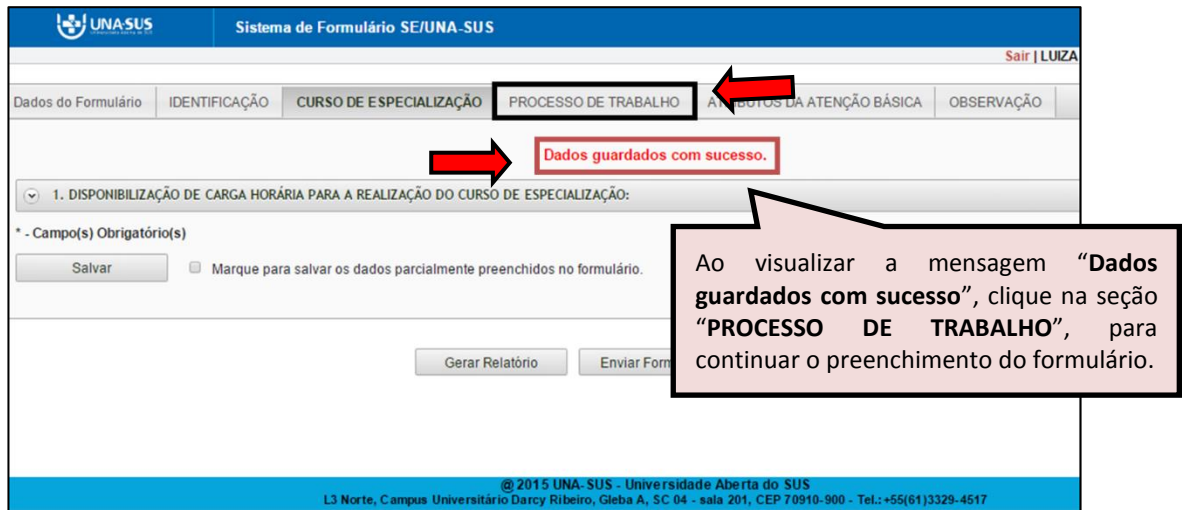 UNA-SUS
Sistema de Formulário SE/UNA-SUS
Sair | LUIZA
Dados do Formulário IDENTIFICAÇÃO CURSO DE ESPECIALIZAÇÃO PROCESSO DE TRABALHO DA ATENÇÃO BÁSICA OBSERVAÇÃO
Dados guardados com sucesso.
1. DISPONIBILIZAÇÃO DE CARGA HORÁRIA PARA A REALIZAÇÃO DO CURSO DE ESPECIALIZAÇÃO:
* - Campo(s) Obrigatório(s)
Salvar Marque para salvar os dados parcialmente preenchidos no formulário.
Ao visualizar a mensagem “Dados
guardados com sucesso”, clique na seção
“PROCESSO DE TRABALHO”, para
continuar o preenchimento do formulário.
Gerar Relatório Enviar Form
@ 2015 UNA-SUS - Universidade Aberta do SUS
L3 Norte, Campus Universitário Darcy Ribeiro, Gleba A, SC 04 - sala 201, CEP 70910-900 - Tel.:+55(61)3329-4517